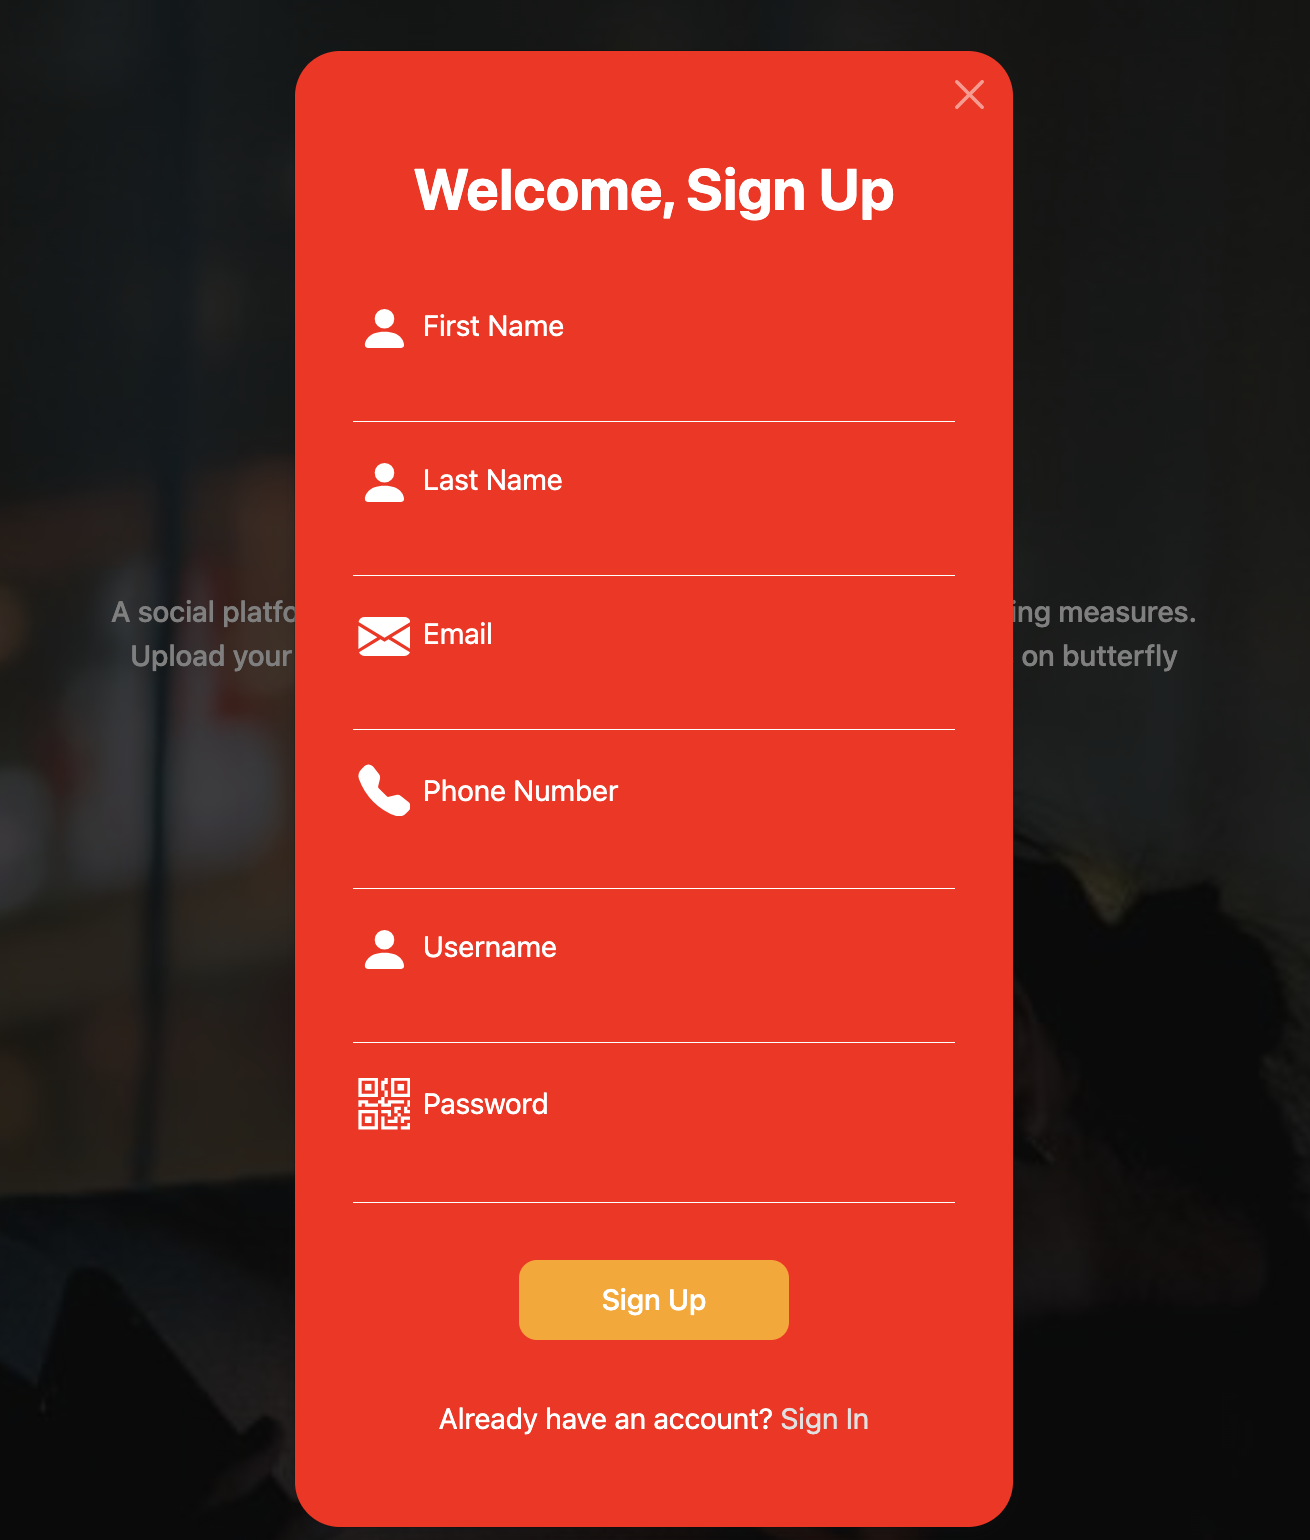 Welcome, Sign Up
First Name
Last Name
Email
A social platfo ing measures.
Upload your on butterfly
Phone Number
Username
Password
Sign Up
Already have an account? Sign In